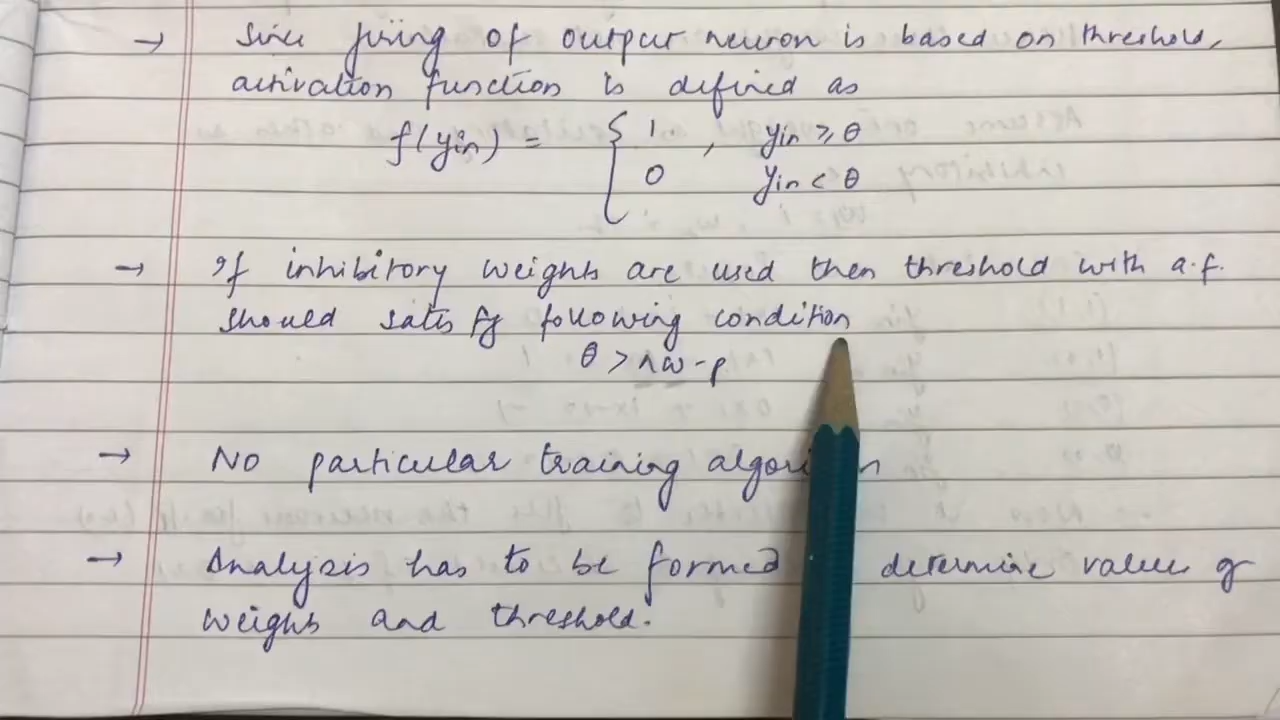 → Since firing of output neuron is based on threshold,
activation function is defined as
f(yin) = { 1 , yin ≥ θ
0 yin < θ
→ If inhibitory weights are used then threshold with a.f.
should satisfy following condition
θ > nw - p
→ No particular training
→ Analysis has to be formed determine value of
weights and threshold.